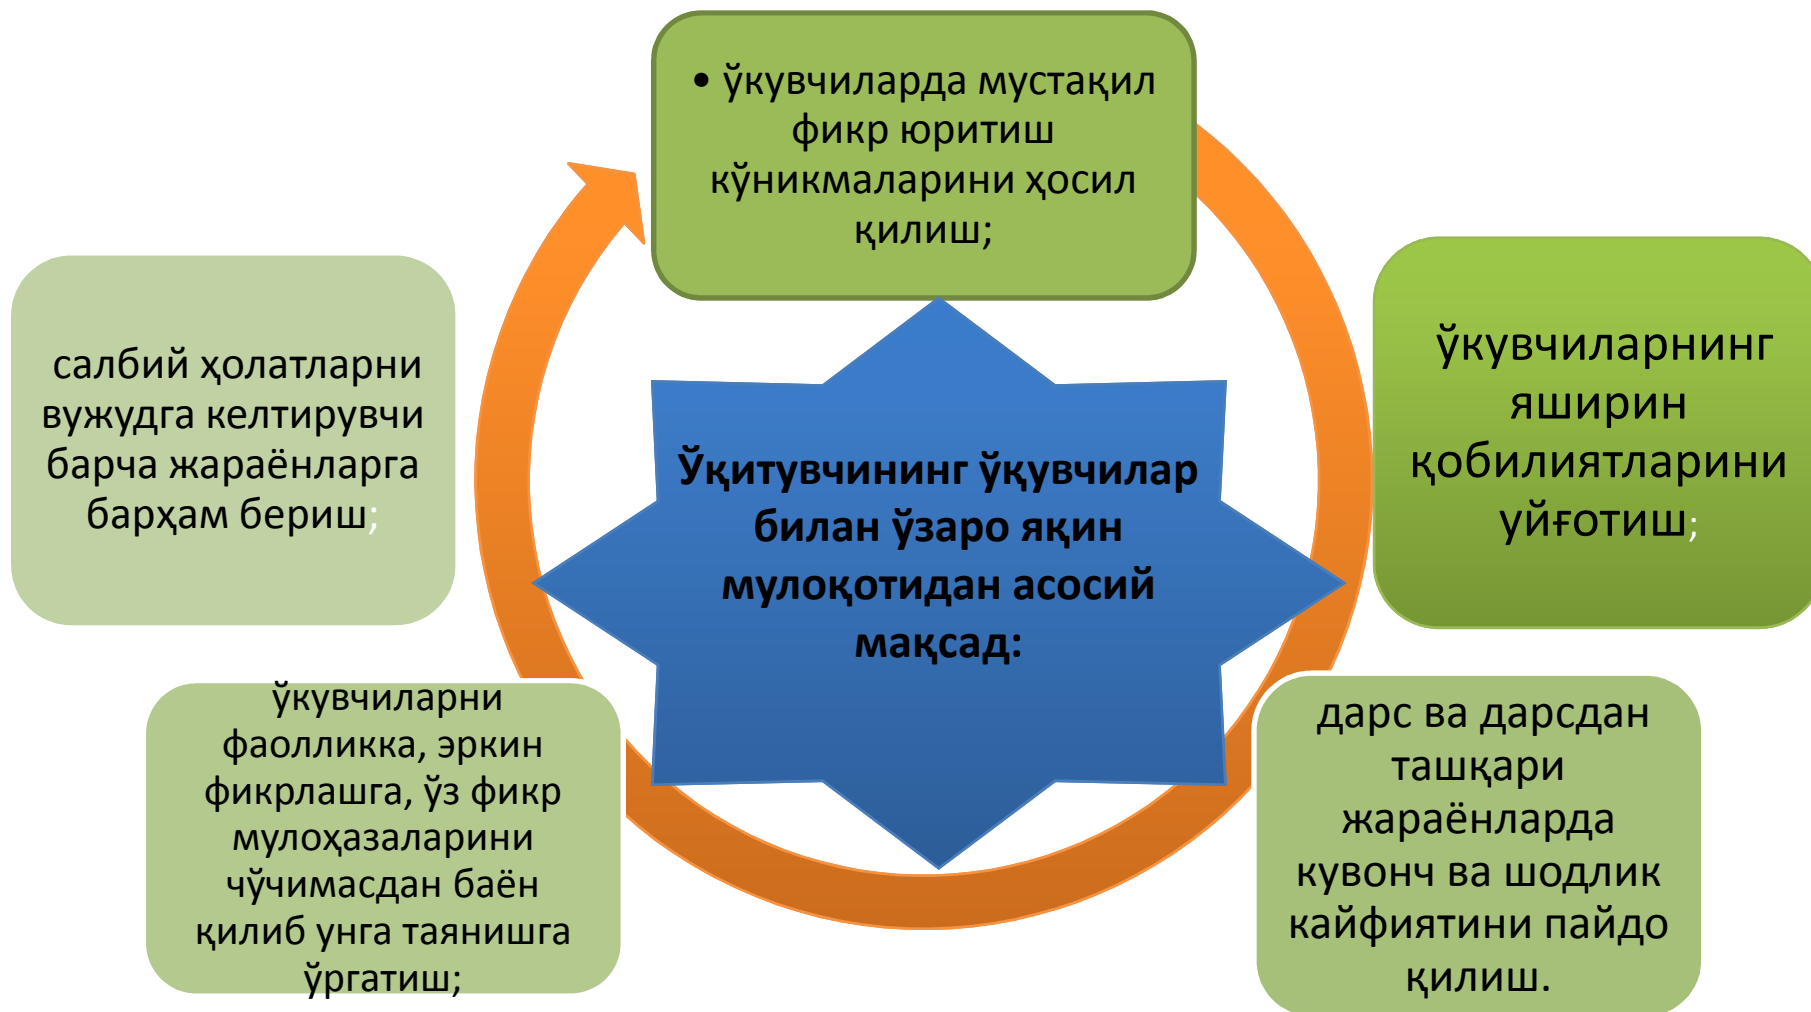 • ўкувчиларда мустақил
фикр юритиш
кўникмаларини ҳосил
қилиш;
ўкувчиларнинг
яширин
қобилиятларини
уйғотиш;
дарс ва дарсдан
ташқари
жараёнларда
кувонч ва шодлик
кайфиятини пайдо
қилиш.
ўкувчиларни
фаолликка, эркин
фикрлашга, ўз фикр
мулоҳазаларини
чўчимасдан баён
қилиб унга таянишга
ўргатиш;
салбий ҳолатларни
вужудга келтирувчи
барча жараёнларга
барҳам бериш;
Ўқитувчининг ўқувчилар
билан ўзаро яқин
мулоқотидан асосий
мақсад: